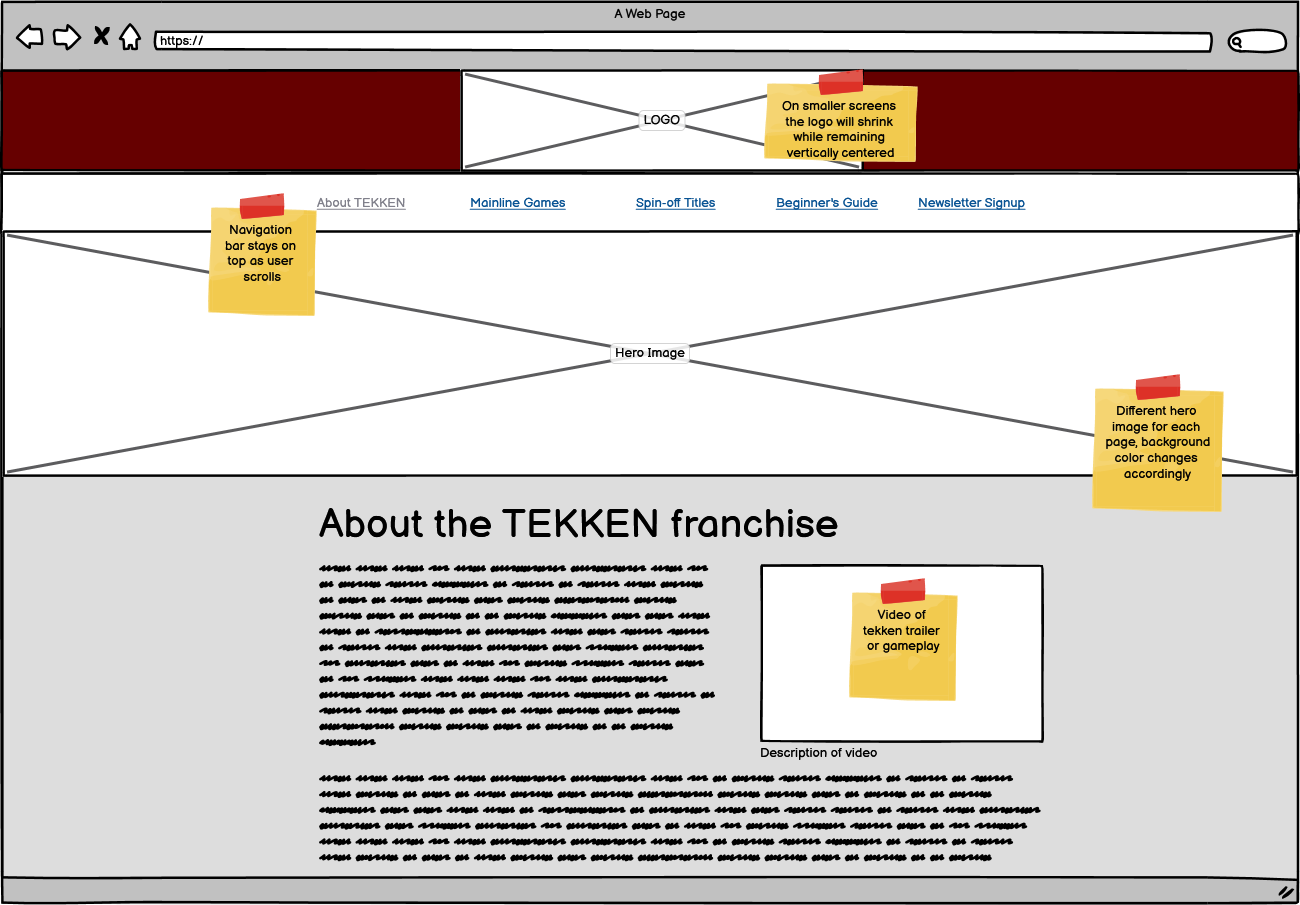 A Web Page
https://
LOGO
On smaller screens
the logo will shrink
while remaining
vertically centered
About TEKKEN
Mainline Games
Spin-off Titles
Beginner's Guide
Newsletter Signup
Navigation
bar stays on
top as user
scrolls
Hero Image
Different hero
image for each
page, background
color changes
accordingly
About the TEKKEN franchise
Video of
tekken trailer
or gameplay
Description of video